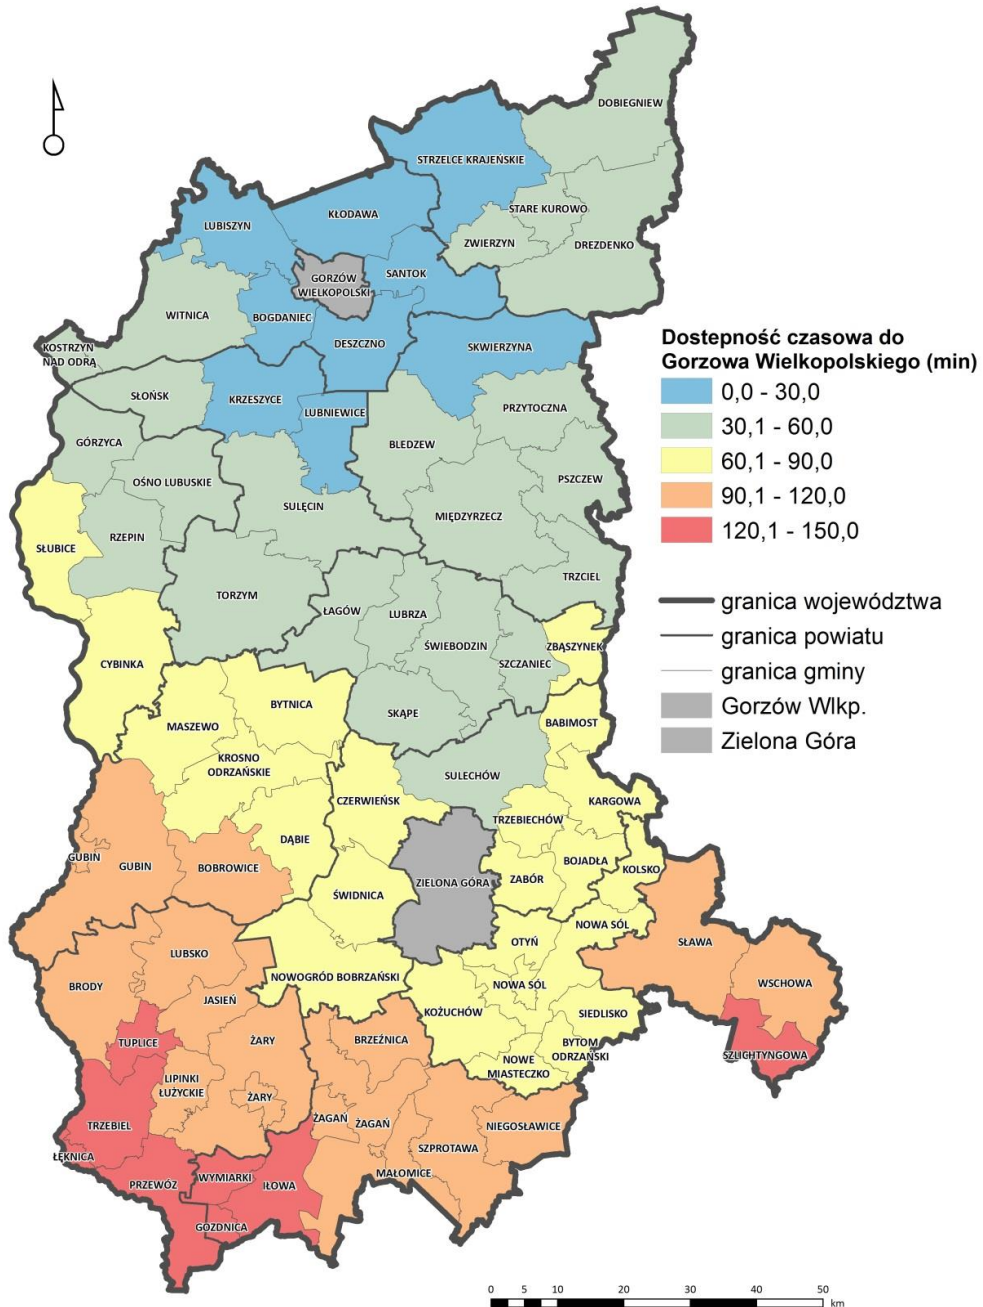 DOBIEGNIEW
STRZELCE KRAJEŃSKIE
STARE KUROWO
KŁODAWA
LUBISZYN
ZWIERZYN
DREZDENKO
SANTOK
GORZÓW
WIELKOPOLSKI
WITNICA
BOGDANIEC
DESZCZNO
SKWIERZYNA
KOSTRZYN
NAD ODRĄ
SŁOŃSK
KRZESZYCE
LUBNIEWICE
PRZYTOCZNA
GÓRZYCA
BLEDZEW
OŚNO LUBUSKIE
PSZCZEW
SULĘCIN
MIĘDZYRZECZ
RZEPIN
SŁUBICE
TRZCIEL
TORZYM
ŁAGÓW
LUBRZA
ŚWIEBODZIN
ZBĄSZYNEK
CYBINKA
SZCZANIEC
BYTNICA
SKĄPE
BABIMOST
MASZEWO
KROSNO
ODRZAŃSKIE
SULECHÓW
CZERWIEŃSK
KARGOWA
TRZEBIECHÓW
DĄBIE
GUBIN
GUBIN
BOBROWICE
BOJADŁA
KOLSKO
ZIELONA GÓRA
ZABÓR
ŚWIDNICA
NOWA SÓL
OTYŃ
SŁAWA
LUBSKO
NOWOGRÓD BOBRZAŃSKI
NOWA SÓL
WSCHOWA
BRODY
JASIEŃ
KOŻUCHÓW
SIEDLISKO
TUPLICE
ŻARY
BRZEŹNICA
BYTOM
ODRZAŃSKI
NOWE
MIASTECZKO
SZLICHTYNGOWA
LIPINKI
ŁUŻYCKIE
ŻARY
TRZEBIEL
ŻAGAŃ
ŻAGAŃ
NIEGOSŁAWICE
SZPROTAWA
ŁĘKNICA
PRZEWÓZ
WYMIARKI
IŁOWA
MAŁOMICE
GOZDNICA
Dostepność czasowa do
Gorzowa Wielkopolskiego (min)
0,0 - 30,0
30,1 - 60,0
60,1 - 90,0
90,1 - 120,0
120,1 - 150,0
granica województwa
granica powiatu
granica gminy
Gorzów Wlkp.
Zielona Góra
0 5 10 20 30 40 50
km